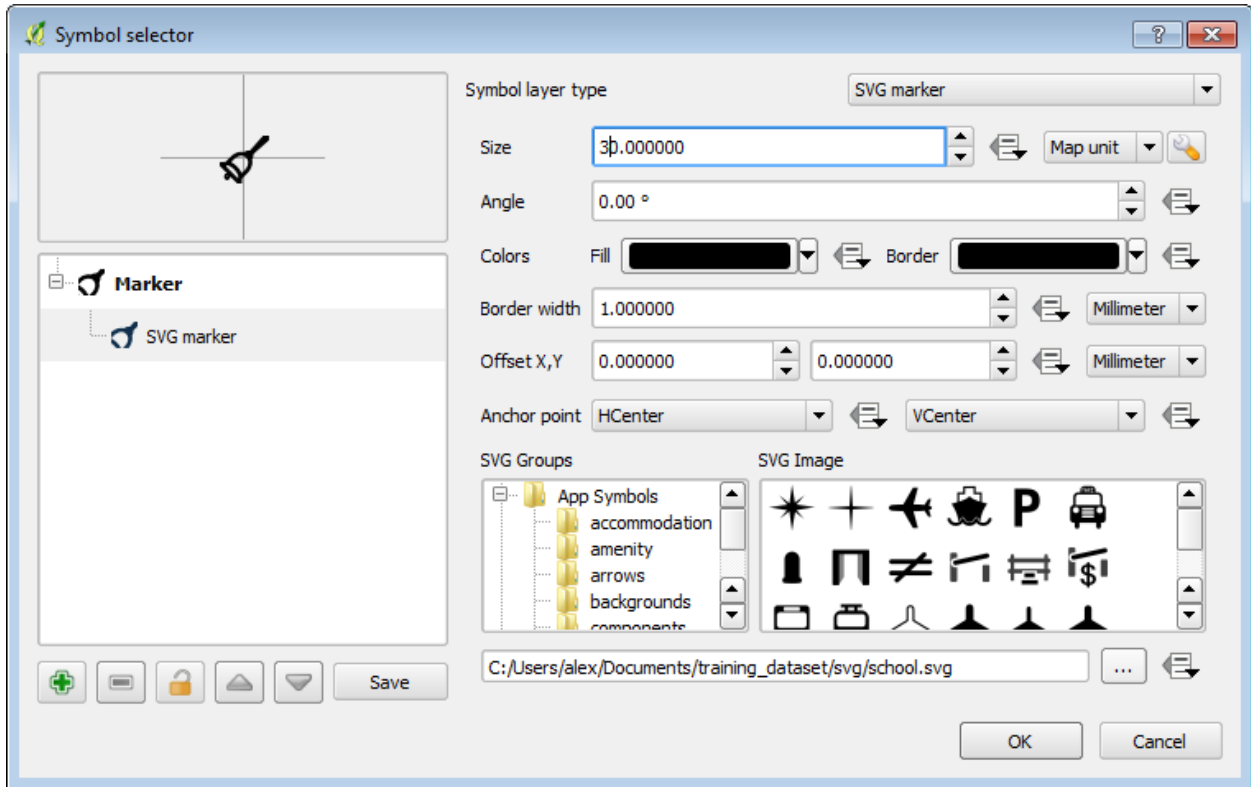 Symbol selector
Symbol layer type SVG marker
Size 30.000000 Map unit
Angle 0.00 °
Colors Fill Border
Marker
Border width 1.000000 Millimeter
SVG marker
Offset X,Y 0.000000 0.000000 Millimeter
Anchor point HCenter VCenter
SVG Groups SVG Image
App Symbols
accommodation
amenity
arrows
backgrounds
components
P
$
Save
C:/Users/alex/Documents/training_dataset/svg/school.svg ...
OK Cancel